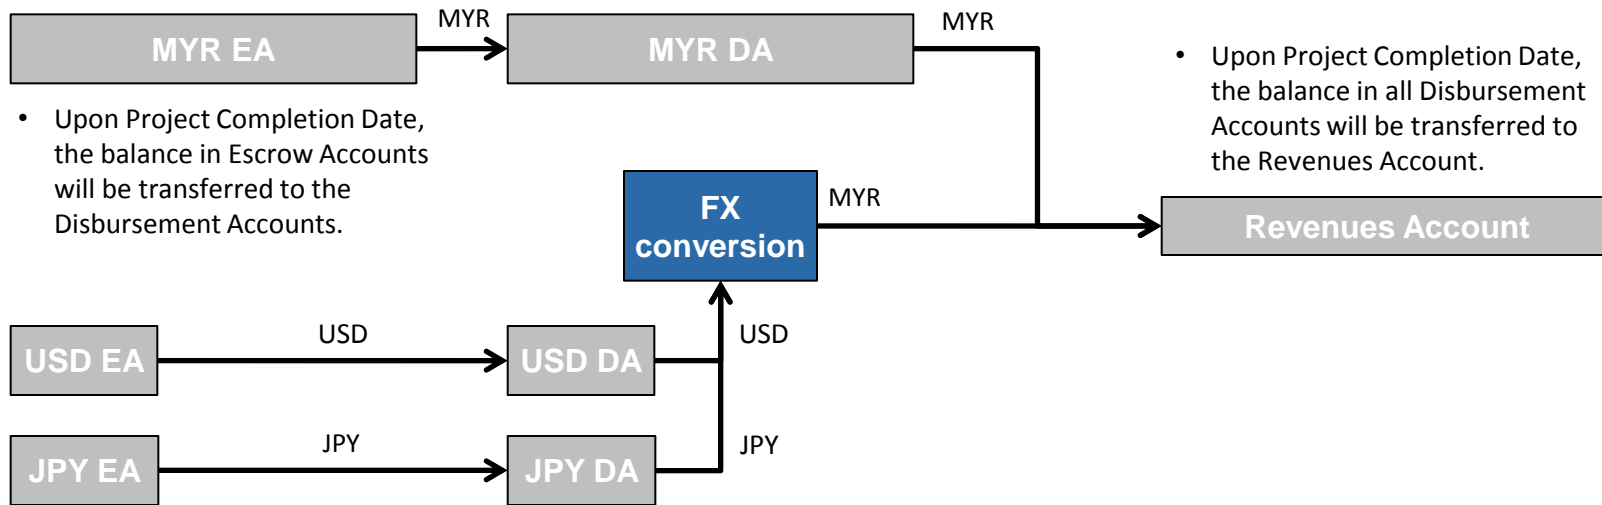 MYR
MYR EA
MYR DA
MYR
• Upon Project Completion Date,
the balance in Escrow Accounts
will be transferred to the
Disbursement Accounts.
• Upon Project Completion Date,
the balance in all Disbursement
Accounts will be transferred to
the Revenues Account.
FX
conversion
MYR
Revenues Account
USD EA
USD
USD DA
USD
JPY EA
JPY
JPY DA
JPY